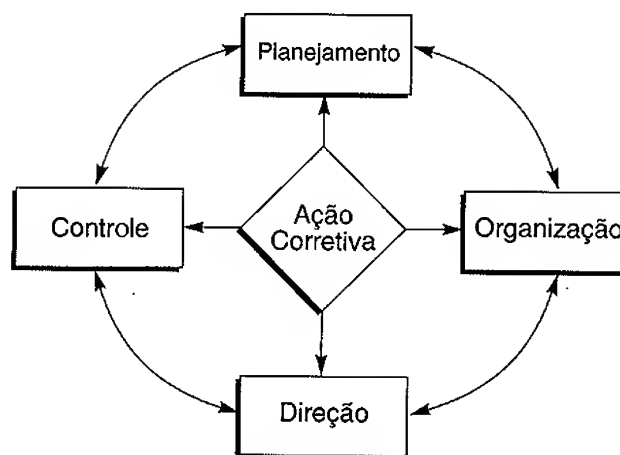 Planejamento
Controle
Ação
Corretiva
Organização
Direção